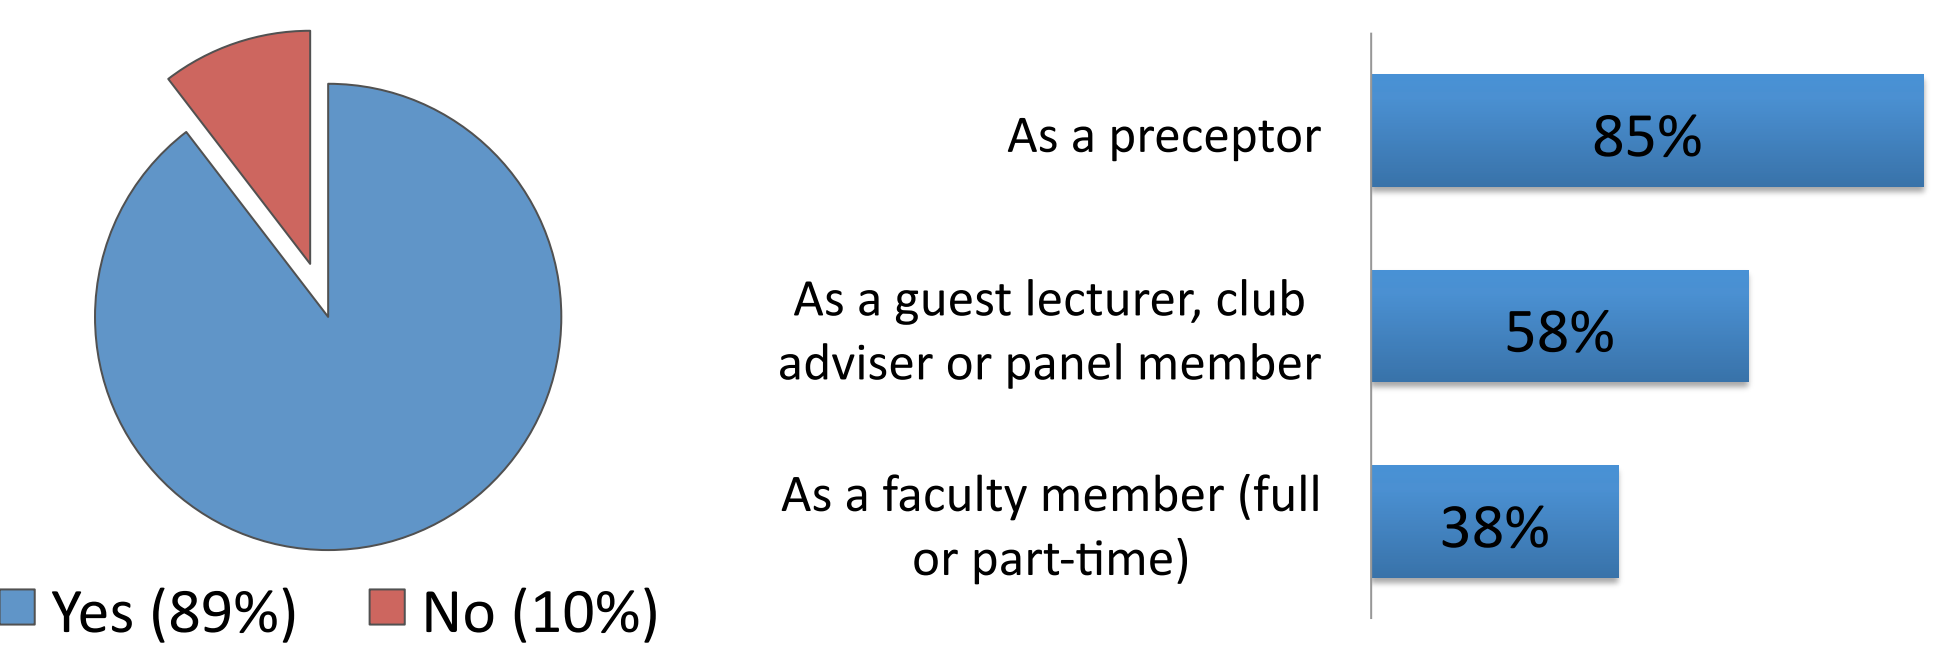 Yes (89%)
No (10%)
As a preceptor
85%
As a guest lecturer, club
adviser or panel member
58%
As a faculty member (full
or part-time)
38%